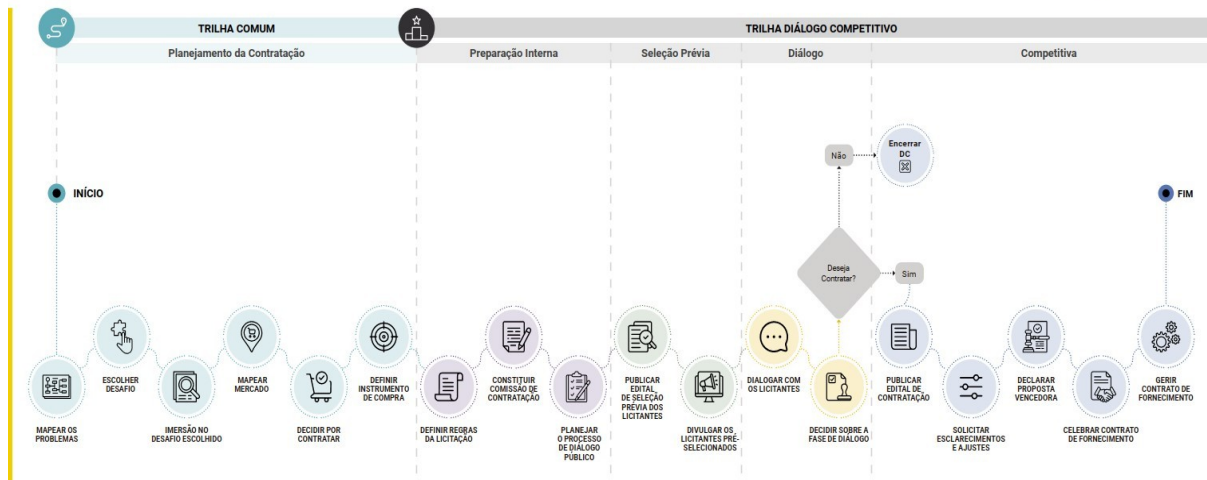 TRILHA COMUM
TRILHA DIÁLOGO COMPETITIVO
Planejamento da Contratação
Preparação Interna
Seleção Prévia
Diálogo
Competitiva
INÍCIO
MAPEAR OS
PROBLEMAS
ESCOLHER
DESAFIO
IMERSÃO NO
DESAFIO ESCOLHIDO
MAPEAR
MERCADO
DECIDIR POR
CONTRATAR
DEFINIR
INSTRUMENTO
DE COMPRA
DEFINIR REGRAS
DA LICITAÇÃO
CONSTITUIR
COMISSÃO DE
CONTRATAÇÃO
PLANEJAR
O PROCESSO
DE DIÁLOGO
PÚBLICO
PUBLICAR
EDITAL
DE SELEÇÃO
PRÉVIA DOS
LICITANTES
DIVULGAR OS
LICITANTES PRÉ-
SELECIONADOS
DIALOGAR COM
OS LICITANTES
DECIDIR SOBRE A
FASE DE DIÁLOGO
Deseja
Contratar?
Não
Encerrar
DC
Sim
PUBLICAR
EDITAL DE
CONTRATAÇÃO
SOLICITAR
ESCLARECIMENTOS
E AJUSTES
DECLARAR
PROPOSTA
VENCEDORA
CELEBRAR CONTRATO
DE FORNECIMENTO
GERIR
CONTRATO DE
FORNECIMENTO
FIM